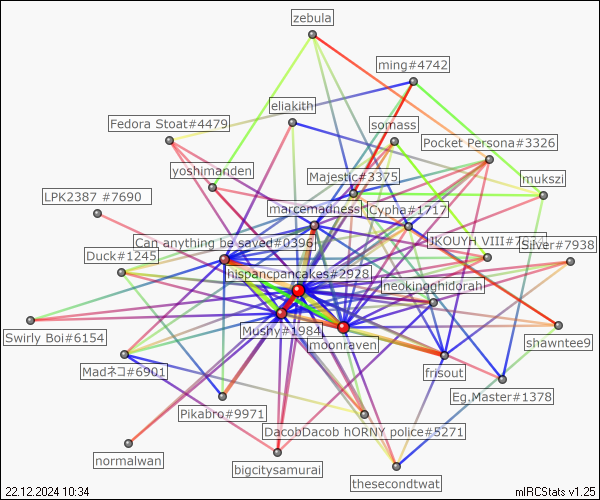 zebula
ming#4742
eliakith
Fedora Stoat#4479
somass
Pocket Persona#3326
yoshimanden
Majestic#3375
mukszi
LPK2387 #7690
marcemadness
Cypha#1717
Can anything be saved#0396
Duck#1245
JKOUYH VIII#
Silver#7938
hispancpancakes#2928
neokingghidorah
Swirly Boi#6154
Mushy#1984
moonraven
shawntee9
Madネコ#6901
frisout
Eg.Master#1378
Pikabro#9971
DacobDacob hORNY police#5271
normalwan
bigcitysamurai
thesecondtwat
22.12.2024 10:34
mIRCStats v1.25